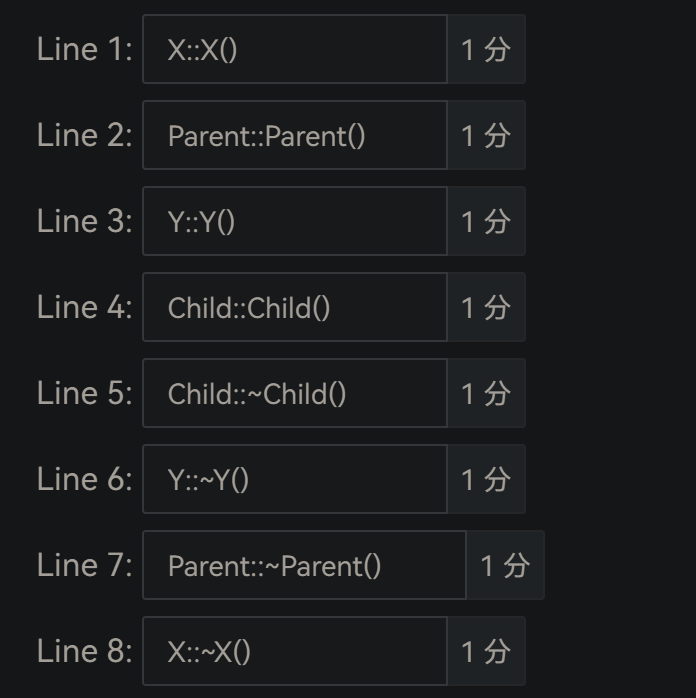 Line 1: X::X() 1 分
Line 2: Parent::Parent() 1 分
Line 3: Y::Y() 1 分
Line 4: Child::Child() 1 分
Line 5: Child::~Child() 1 分
Line 6: Y::~Y() 1 分
Line 7: Parent::~Parent() 1 分
Line 8: X::~X() 1 分